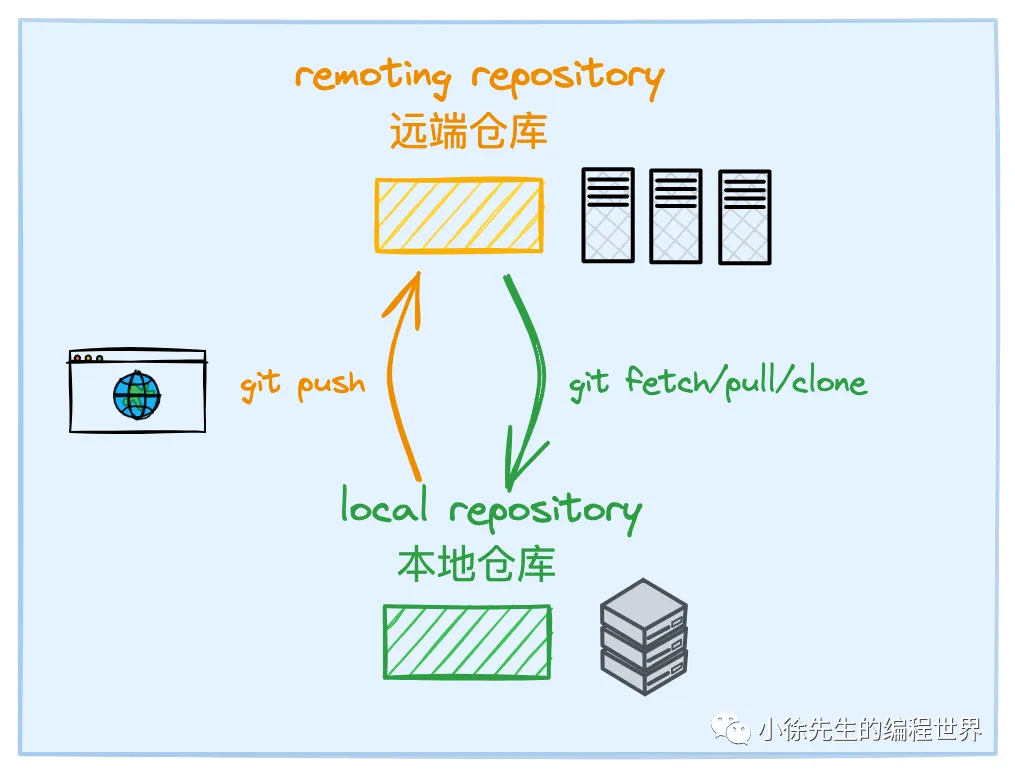 remoting repository
远端仓库
git push
git fetch/pull/clone
local repository
本地仓库
小徐先生的编程世界